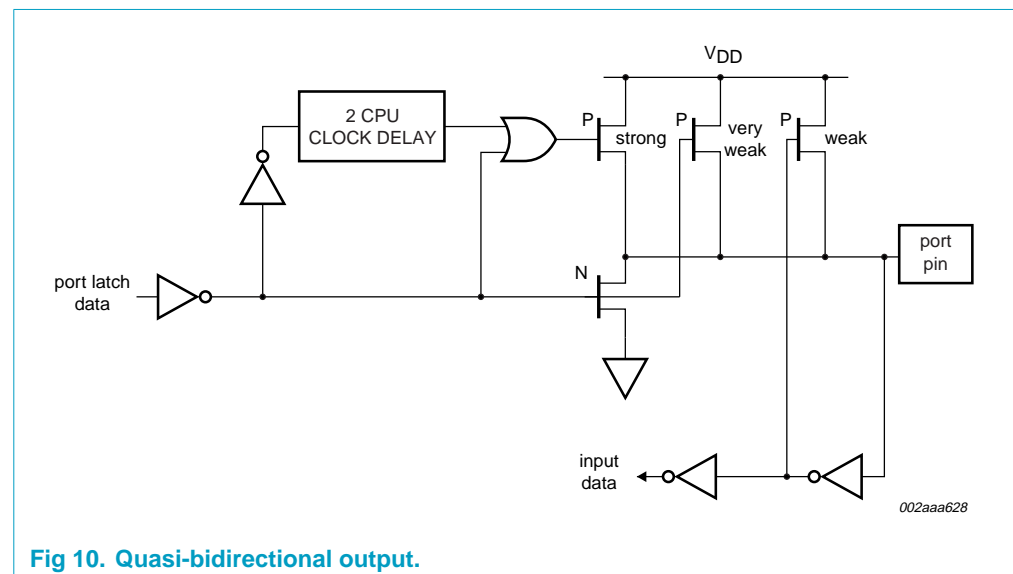 VDD
2 CPU
CLOCK DELAY
P
strong
P
very
weak
P
weak
port
pin
port latch
data
N
input
data
002aaa628
Fig 10. Quasi-bidirectional output.